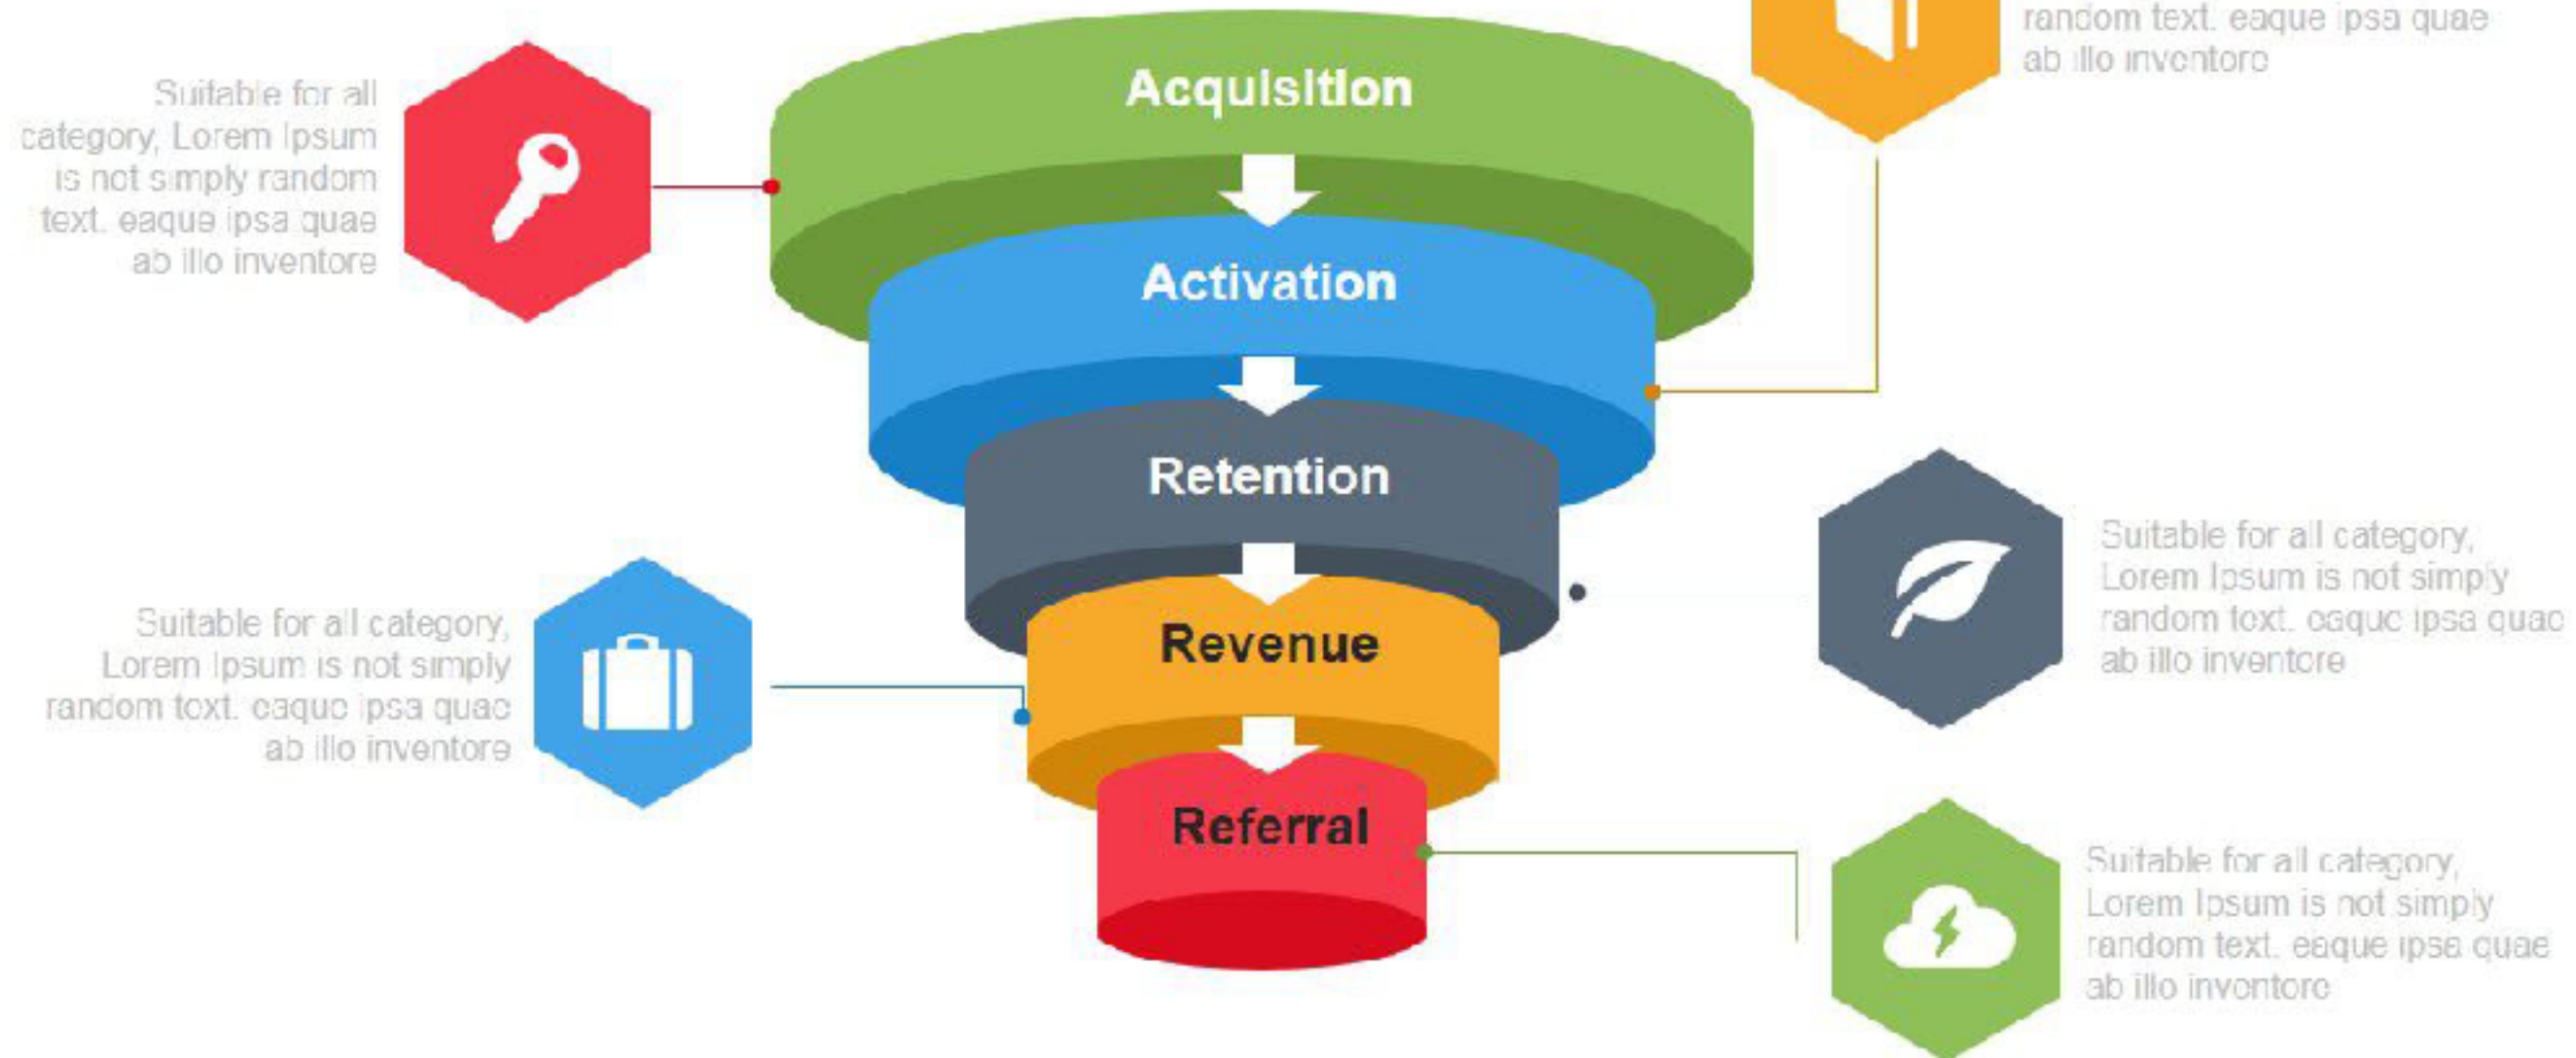 random text. eaque ipsa quae
ab illo inventore
Suitable for all
category, Lorem Ipsum
is not simply random
text. eaque ipsa quae
ab illo inventore
Acquisition
Activation
Retention
Revenue
Referral
Suitable for all category,
Lorem Ipsum is not simply
random text. eaque ipsa quae
ab illo inventore
Suitable for all category,
Lorem Ipsum is not simply
random text. eaque ipsa quae
ab illo inventore
Suitable for all category,
Lorem Ipsum is not simply
random text. eaque ipsa quae
ab illo inventore